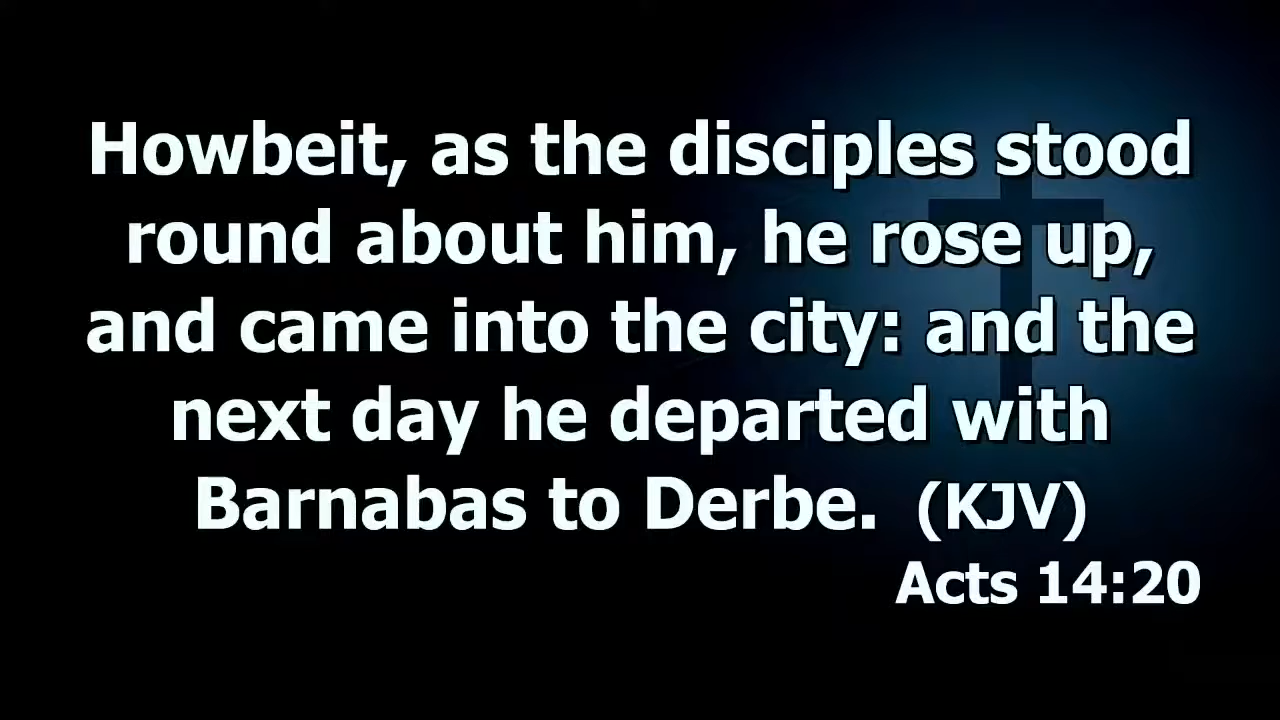 Howbeit, as the disciples stood
round about him, he rose up,
and came into the city: and the
next day he departed with
Barnabas to Derbe. (KJV)
Acts 14:20